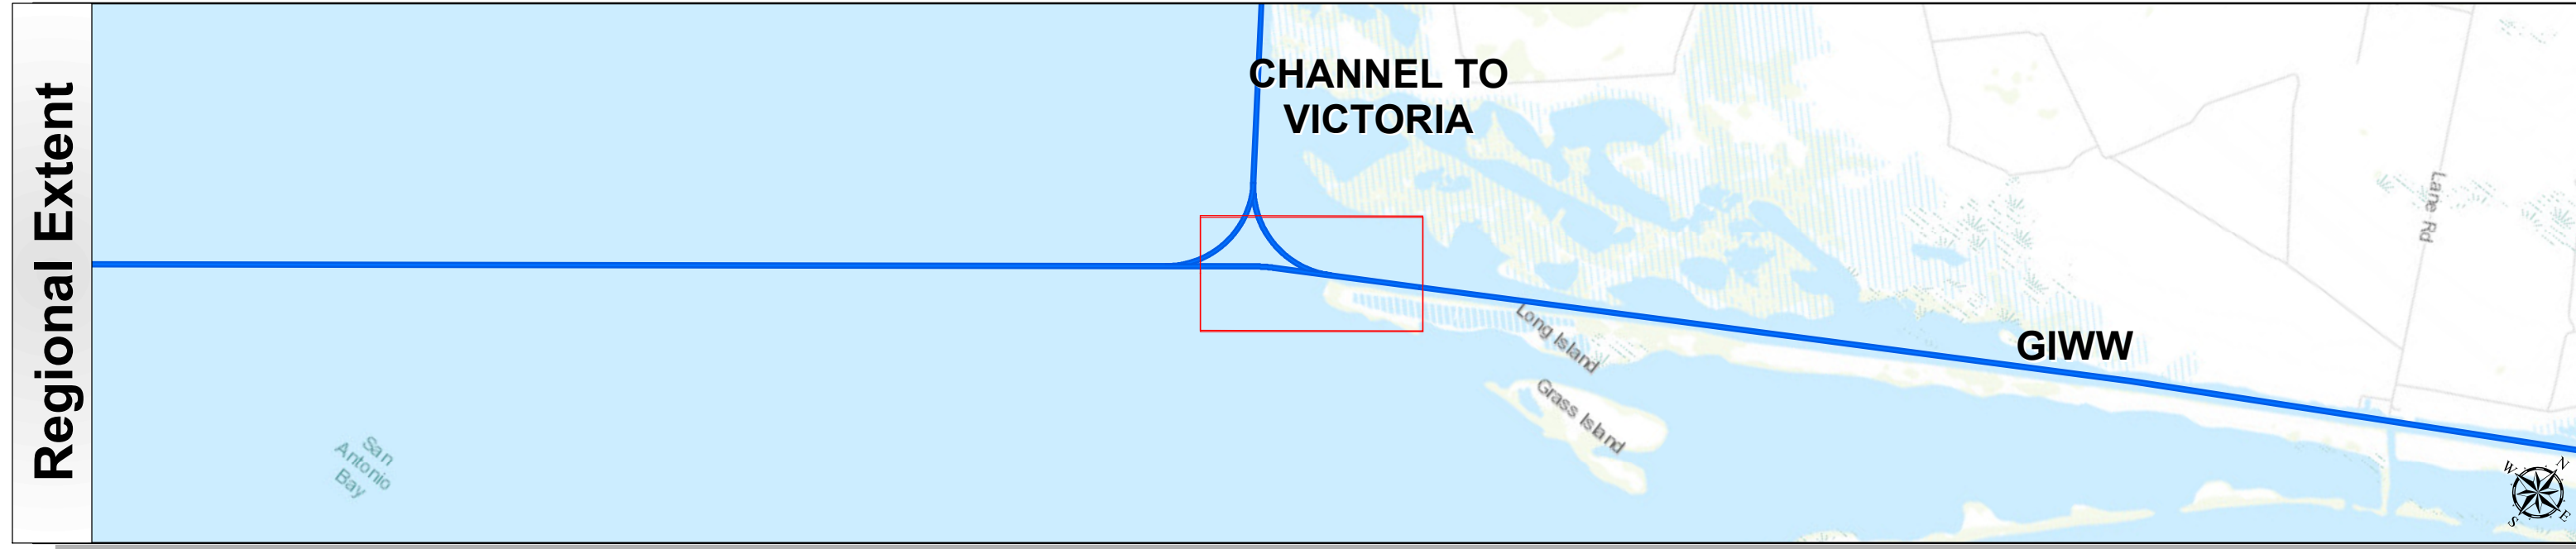 Regional Extent
CHANNEL TO
VICTORIA
Lane Rd
Long Island
GIWW
Grass Island
San
Antonio
Bay
N
W
E
S